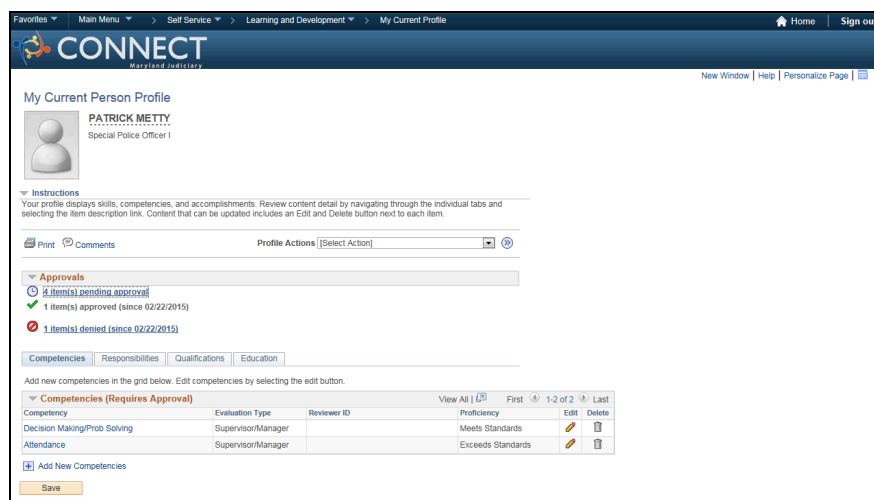 Favorites Main Menu > Self Service > Learning and Development > My Current Profile Home Sign ou
CONNECT
Maryland Judiciary
New Window | Help | Personalize Page |
My Current Person Profile
PATRICK METTY
Special Police Officer I
Instructions
Your profile displays skills, competencies, and accomplishments. Review content detail by navigating through the individual tabs and
selecting the item description link. Content that can be updated includes an Edit and Delete button next to each item.
Print Comments Profile Actions [Select Action]
Approvals
4 item(s) pending approval
1 item(s) approved (since 02/22/2015)
1 item(s) denied (since 02/22/2015)
Competencies Responsibilities Qualifications Education
Add new competencies in the grid below. Edit competencies by selecting the edit button.
Competencies (Requires Approval) View All | First 1-2 of 2 Last
Competency Evaluation Type Reviewer ID Proficiency Edit Delete
Decision Making/Prob Solving Supervisor/Manager Meets Standards
Attendance Supervisor/Manager Exceeds Standards
Add New Competencies
Save